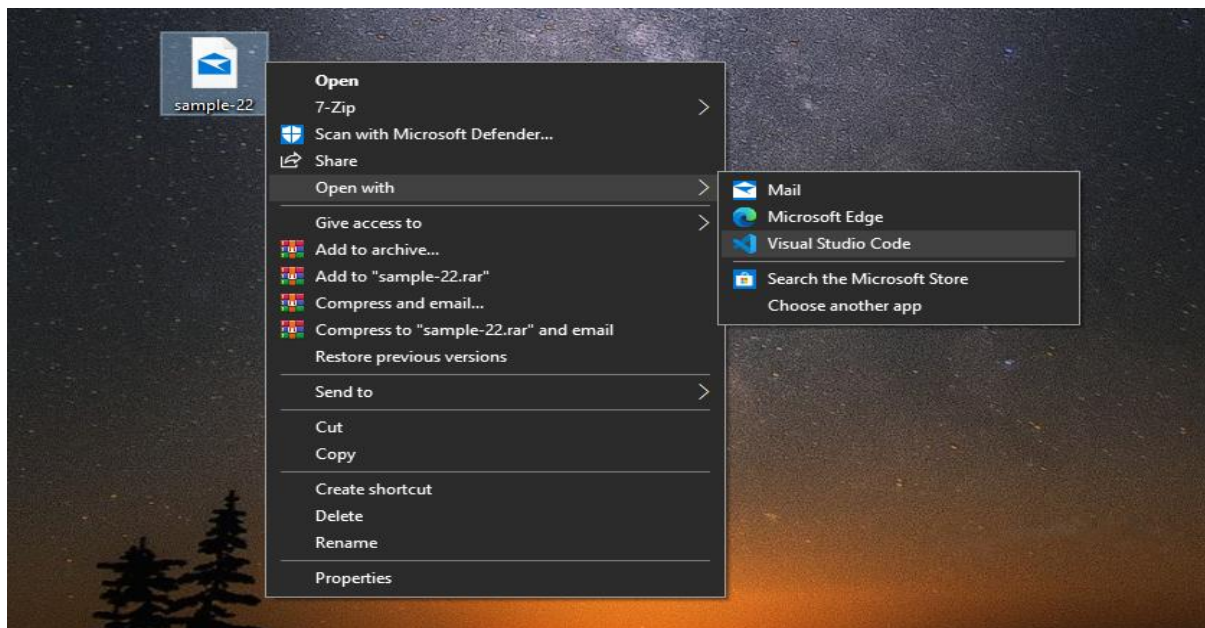 sample-22
Open
7-Zip
Scan with Microsoft Defender...
Share
Open with
Give access to
Add to archive...
Add to "sample-22.rar"
Compress and email...
Compress to "sample-22.rar" and email
Restore previous versions
Send to
Cut
Copy
Create shortcut
Delete
Rename
Properties
Mail
Microsoft Edge
Visual Studio Code
Search the Microsoft Store
Choose another app